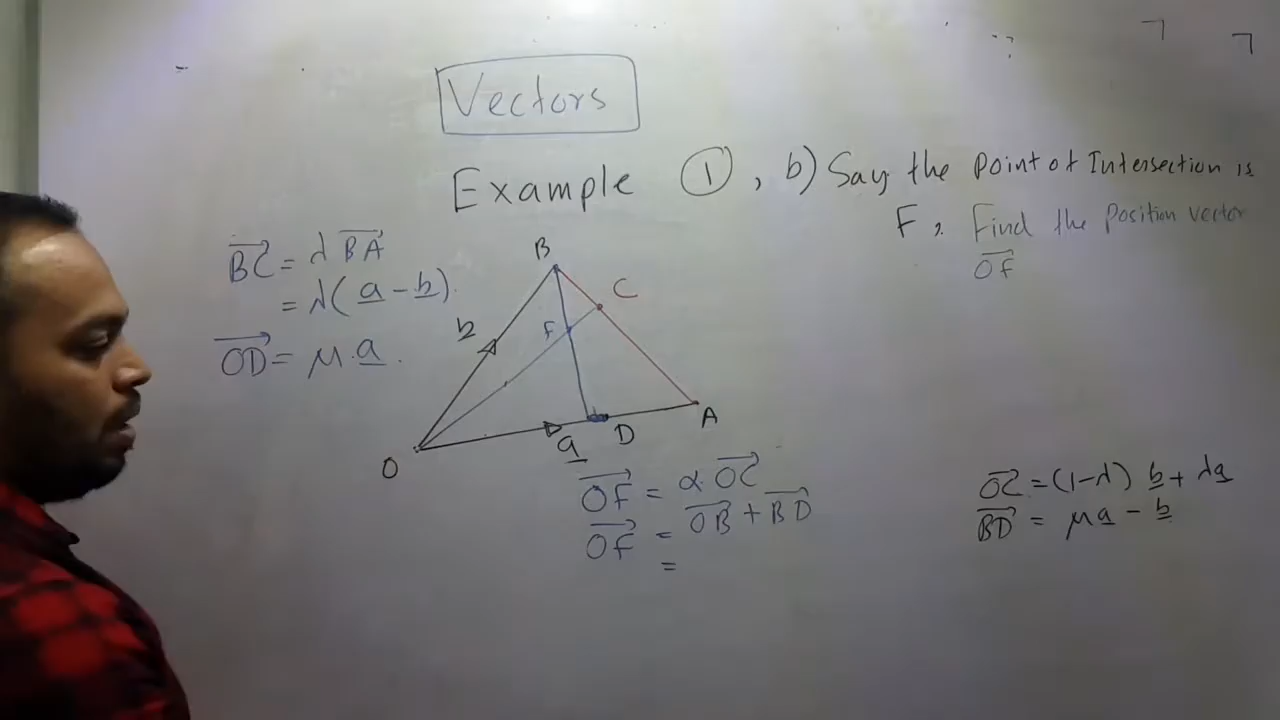 Vectors
Example ①, b) Say the Point of Intersection is
F, Find the Position vector
→OF
→BC = λ →BA
= λ(a - b).
→OD = μ.a.
B
C
b
F
O
a
D
A
→OF = α →OC
→OF = →OB + →BD
=
→OC = (1-λ) b + λa
→BD = μa - b